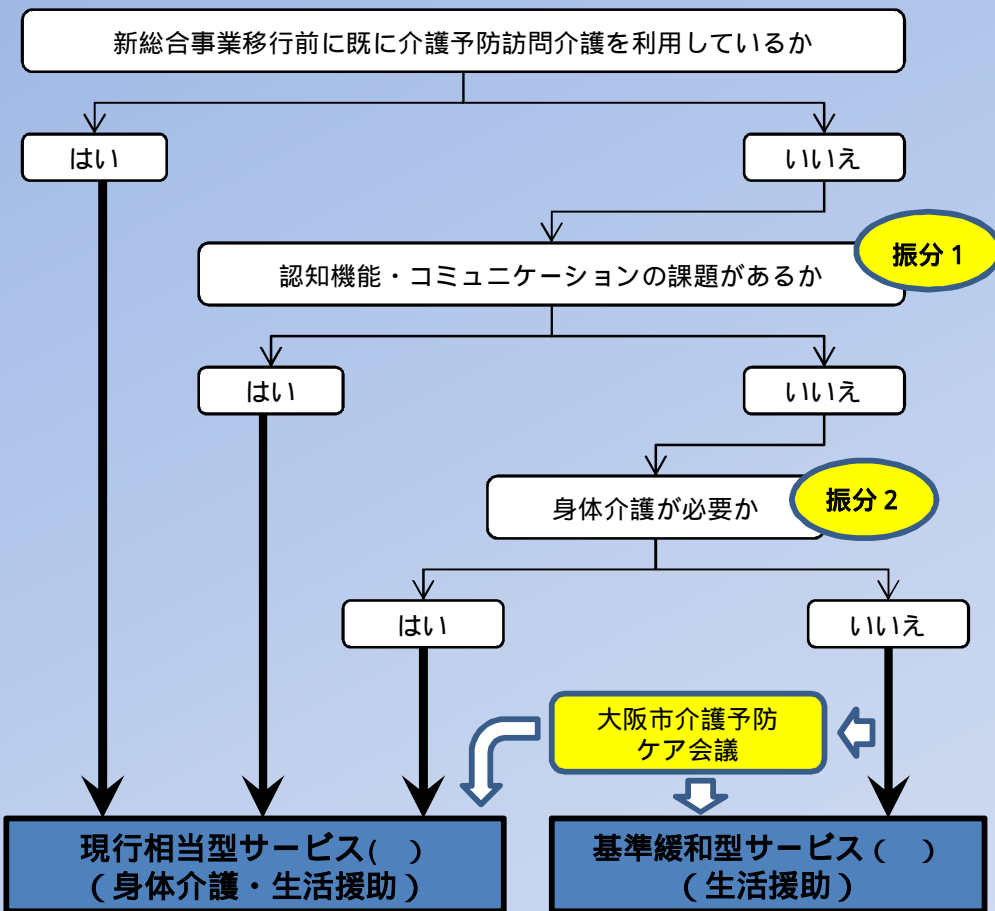 新総合事業移行前に既に介護予防訪問介護を利用しているか
はい
いいえ
振分1
認知機能・コミュニケーションの課題があるか
はい
いいえ
振分2
身体介護が必要か
はい
いいえ
大阪市介護予防
ケア会議
現行相当型サービス(　)
（身体介護・生活援助）
基準緩和型サービス（　）
（生活援助）